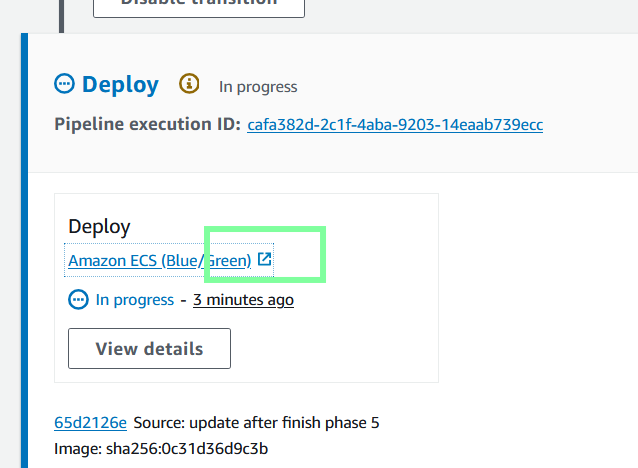 Disable transition
Deploy In progress
Pipeline execution ID: cafa382d-2c1f-4aba-9203-14eaab739ecc
Deploy
Amazon ECS (Blue/Green)
In progress - 3 minutes ago
View details
65d2126e Source: update after finish phase 5
Image: sha256:0c31d36d9c3b